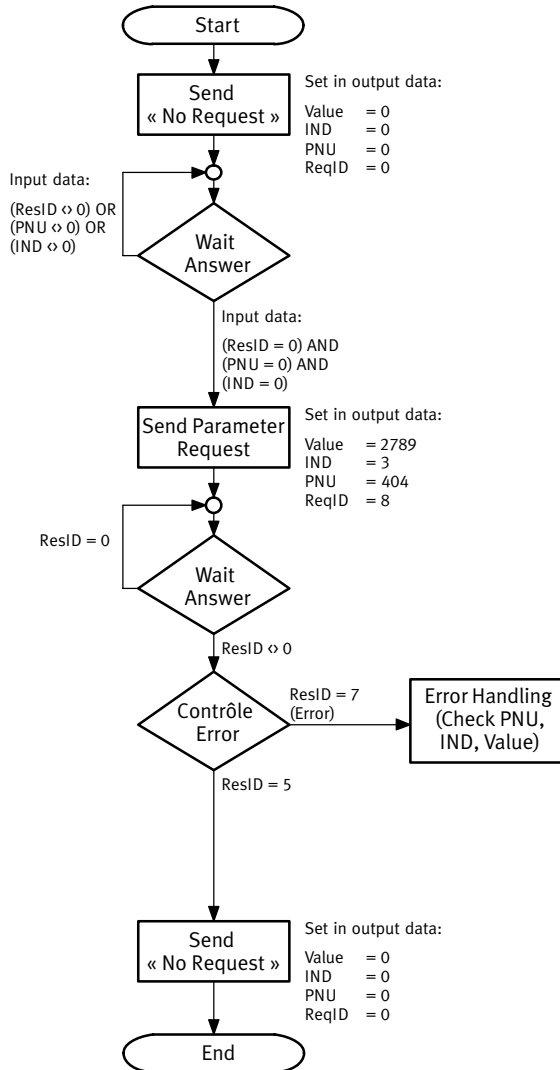 Start
Send
« No Request »
Set in output data:
Value = 0
IND = 0
PNU = 0
ReqID = 0
Input data:
(ResID <> 0) OR
(PNU <> 0) OR
(IND <> 0)
Wait
Answer
Input data:
(ResID = 0) AND
(PNU = 0) AND
(IND = 0)
Send Parameter
Request
Set in output data:
Value = 2789
IND = 3
PNU = 404
ReqID = 8
ResID = 0
Wait
Answer
ResID <> 0
Contrôle
Error
ResID = 7
(Error)
Error Handling
(Check PNU,
IND, Value)
ResID = 5
Send
« No Request »
Set in output data:
Value = 0
IND = 0
PNU = 0
ReqID = 0
End